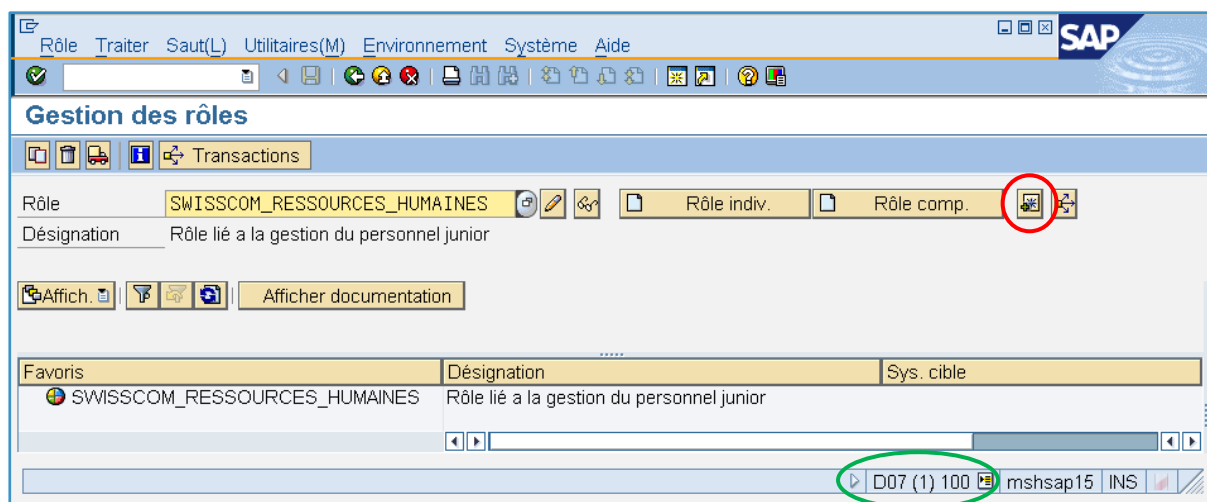 Rôle Traiter Saut(L) Utilitaires(M) Environnement Système Aide
SAP
Gestion des rôles
Transactions
Rôle SWISSCOM_RESSOURCES_HUMAINES Rôle indiv. Rôle comp.
Désignation Rôle lié a la gestion du personnel junior
Affich. Afficher documentation
Favoris Désignation Sys. cible
SWISSCOM_RESSOURCES_HUMAINES Rôle lié a la gestion du personnel junior
D07 (1) 100 mshsap15 INS